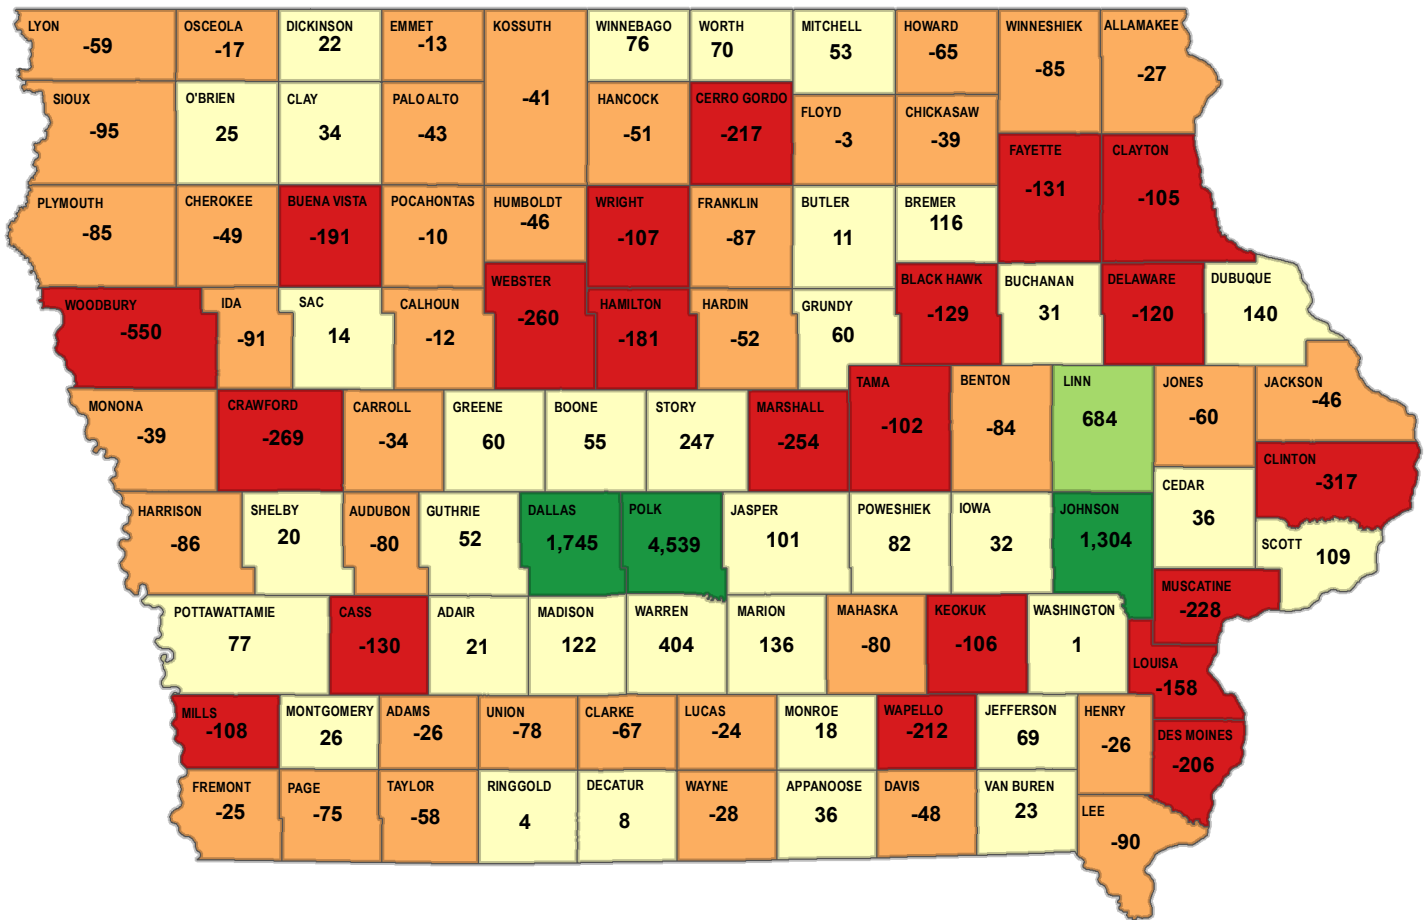 LYON
-59
OSCEOLA
-17
DICKINSON
22
EMMET
-13
KOSSUTH
-41
WINNEBAGO
76
WORTH
70
MITCHELL
53
HOWARD
-65
WINNESHIEK
-85
ALLAMAKEE
-27
SIOUX
-95
O'BRIEN
25
CLAY
34
PALO ALTO
-43
HANCOCK
-51
CERRO GORDO
-217
FLOYD
-3
CHICKASAW
-39
FAYETTE
-131
CLAYTON
-105
PLYMOUTH
-85
CHEROKEE
-49
BUENA VISTA
-191
POCAHONTAS
-10
HUMBOLDT
-46
WRIGHT
-107
FRANKLIN
-87
BUTLER
11
BREMER
116
WOODBURY
-550
IDA
-91
SAC
14
CALHOUN
-12
WEBSTER
-260
HAMILTON
-181
HARDIN
-52
GRUNDY
60
BLACK HAWK
-129
BUCHANAN
31
DELAWARE
-120
DUBUQUE
140
MONONA
-39
CRAWFORD
-269
CARROLL
-34
GREENE
60
BOONE
55
STORY
247
MARSHALL
-254
TAMA
-102
BENTON
-84
LINN
684
JONES
-60
JACKSON
-46
CLINTON
-317
HARRISON
-86
SHELBY
20
AUDUBON
-80
GUTHRIE
52
DALLAS
1,745
POLK
4,539
JASPER
101
POWESHIEK
82
IOWA
32
JOHNSON
1,304
CEDAR
36
SCOTT
109
MUSCATINE
-228
POTTAWATTAMIE
77
CASS
-130
ADAIR
21
MADISON
122
WARREN
404
MARION
136
MAHASKA
-80
KEOKUK
-106
WASHINGTON
1
LOUISA
-158
MILLS
-108
MONTGOMERY
26
ADAMS
-26
UNION
-78
CLARKE
-67
LUCAS
-24
MONROE
18
WAPELLO
-212
JEFFERSON
69
HENRY
-26
DES MOINES
-206
FREMONT
-25
PAGE
-75
TAYLOR
-58
RINGGOLD
4
DECATUR
8
WAYNE
-28
APPANOOSE
36
DAVIS
-48
VAN BUREN
23
LEE
-90